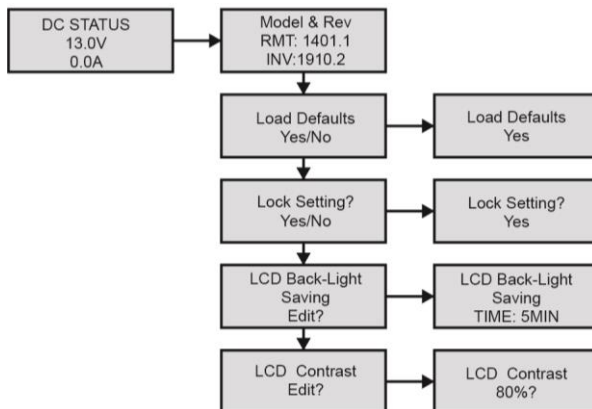 DC STATUS
13.0V
0.0A
Model & Rev
RMT: 1401.1
INV:1910.2
Load Defaults
Yes/No
Load Defaults
Yes
Lock Setting?
Yes/No
Lock Setting?
Yes
LCD Back-Light
Saving
Edit?
LCD Back-Light
Saving
TIME: 5MIN
LCD Contrast
Edit?
LCD Contrast
80%?